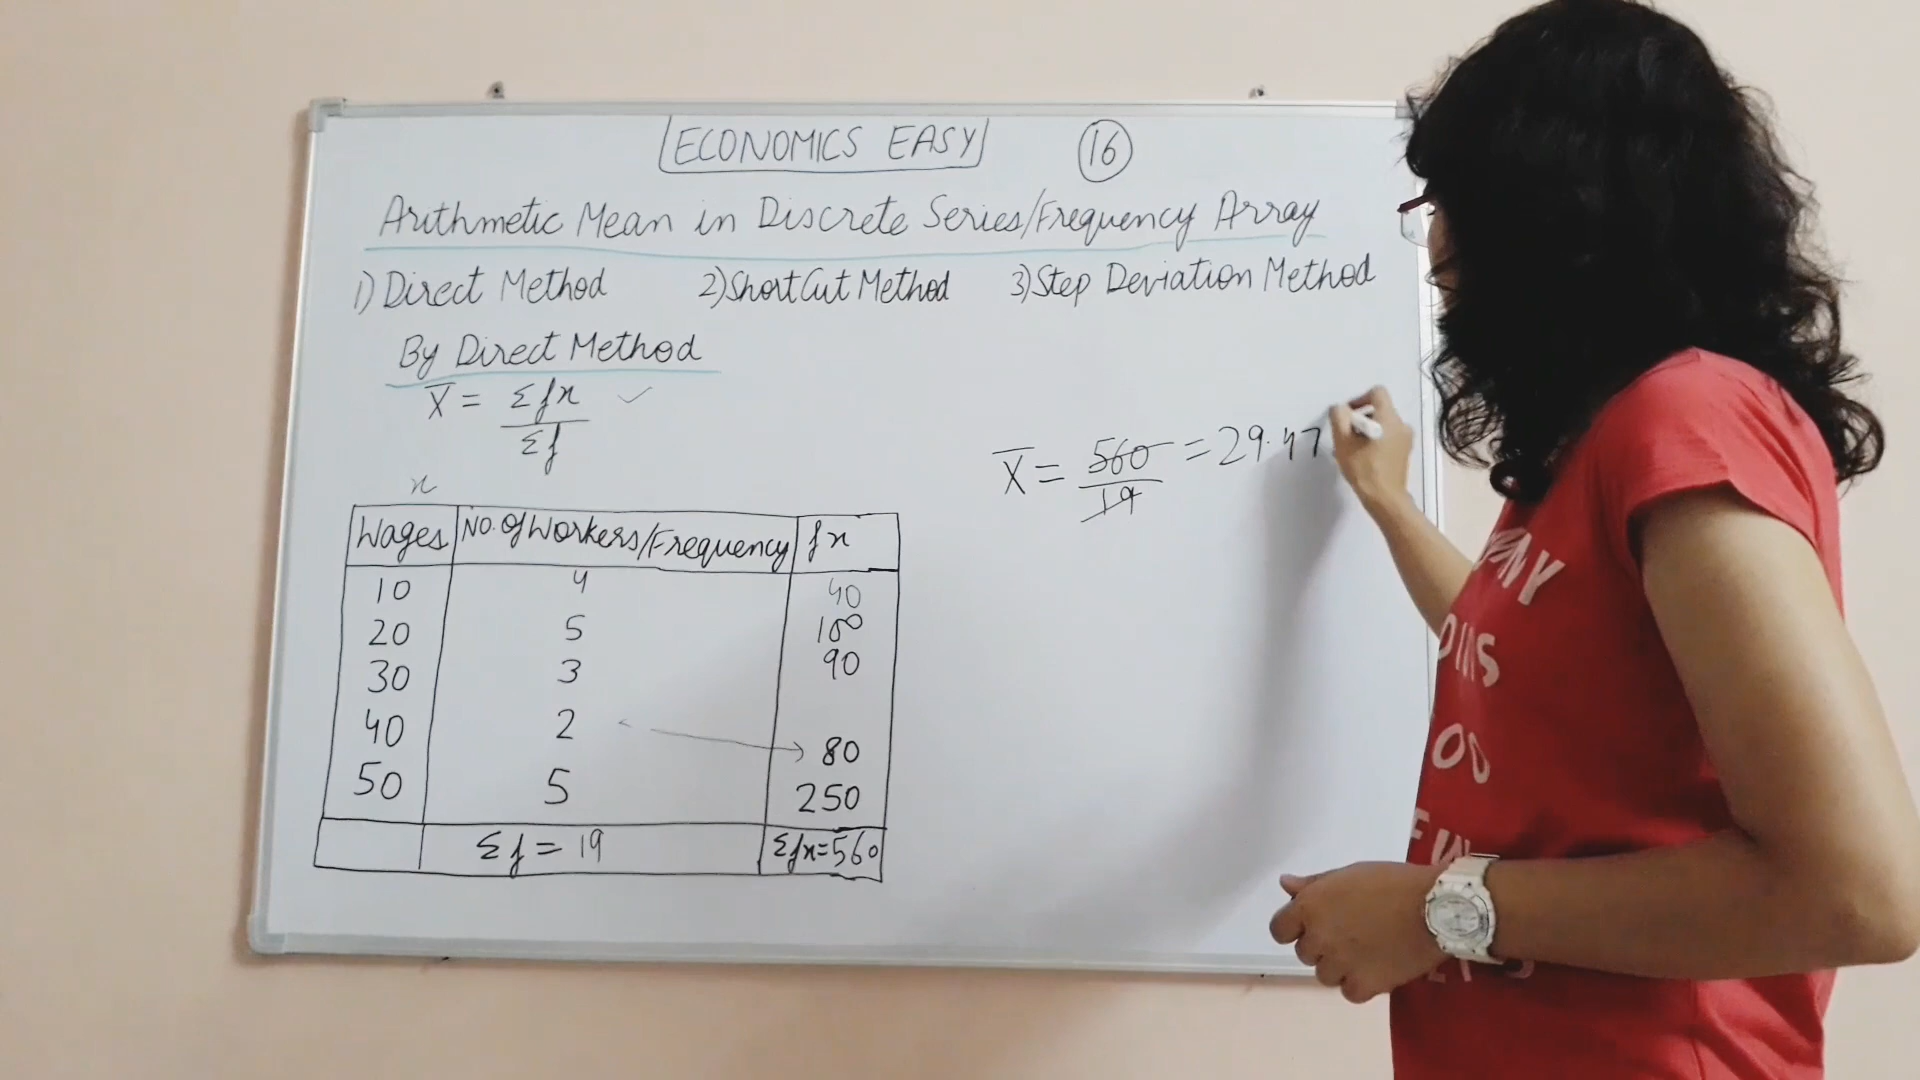 ECONOMICS EASY 16
Arithmetic Mean in Discrete Series/Frequency Array
1) Direct Method 2) Short Cut Method 3) Step Deviation Method
By Direct Method
X̅ = Σfx / Σf ✓
X̅ = 560 / 19 = 29.47
x
Wages No. of Workers/Frequency fx
10 4 40
20 5 100
30 3 90
40 2 80
50 5 250
Σf = 19 Σfx = 560